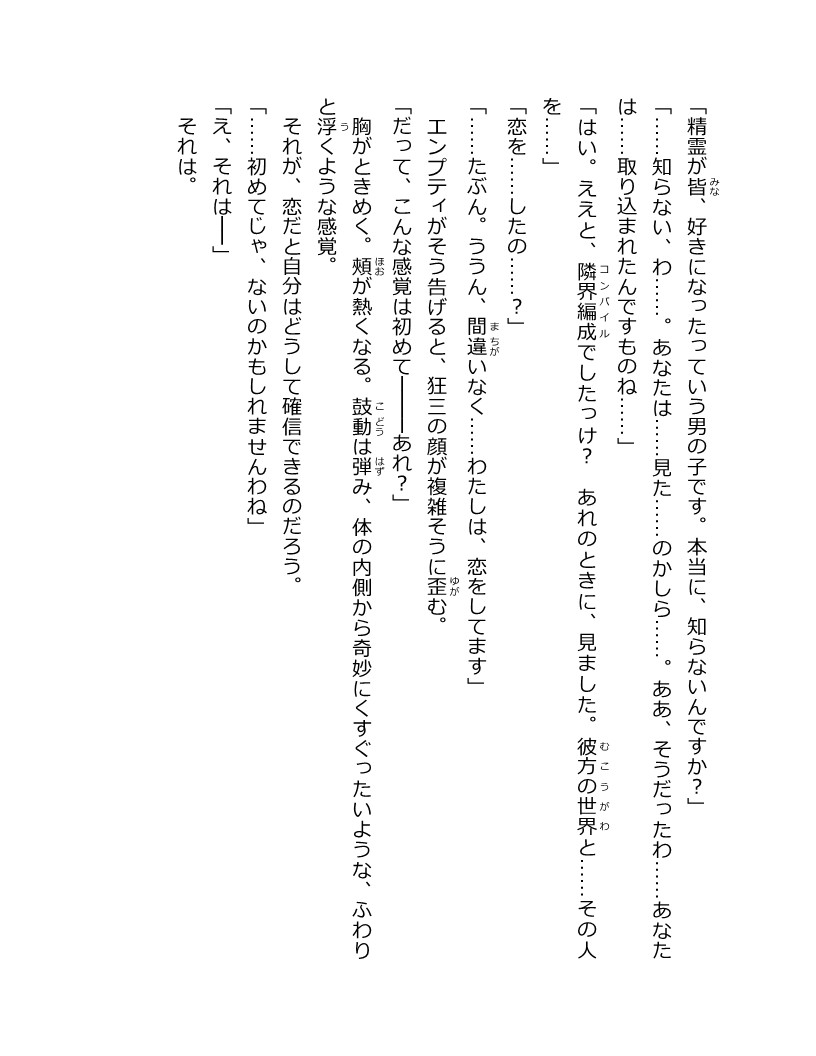 「精霊が皆、好きになったっていう男の子です。本当に、知らないんですか？」
「……知らない、わ……。あなたは……見た……のかしら……。ああ、そうだったわ……あなた
は……取り込まれたんですものね……」
「はい。ええと、隣界編成でしたっけ？　あれのときに、見ました。彼方の世界と……その人
を……」
「恋を……したの……？」
「……たぶん。ううん、間違いなく……わたしは、恋をしてます」
　エンプティがそう告げると、狂三の顔が複雑そうに歪む。
「だって、こんな感覚は初めて──あれ？」
　胸がときめく。頰が熱くなる。鼓動は弾み、体の内側から奇妙にくすぐったいような、ふわり
と浮くような感覚。
　それが、恋だと自分はどうして確信できるのだろう。
「……初めてじゃ、ないのかもしれませんわね」
「え、それは──」
　それは。